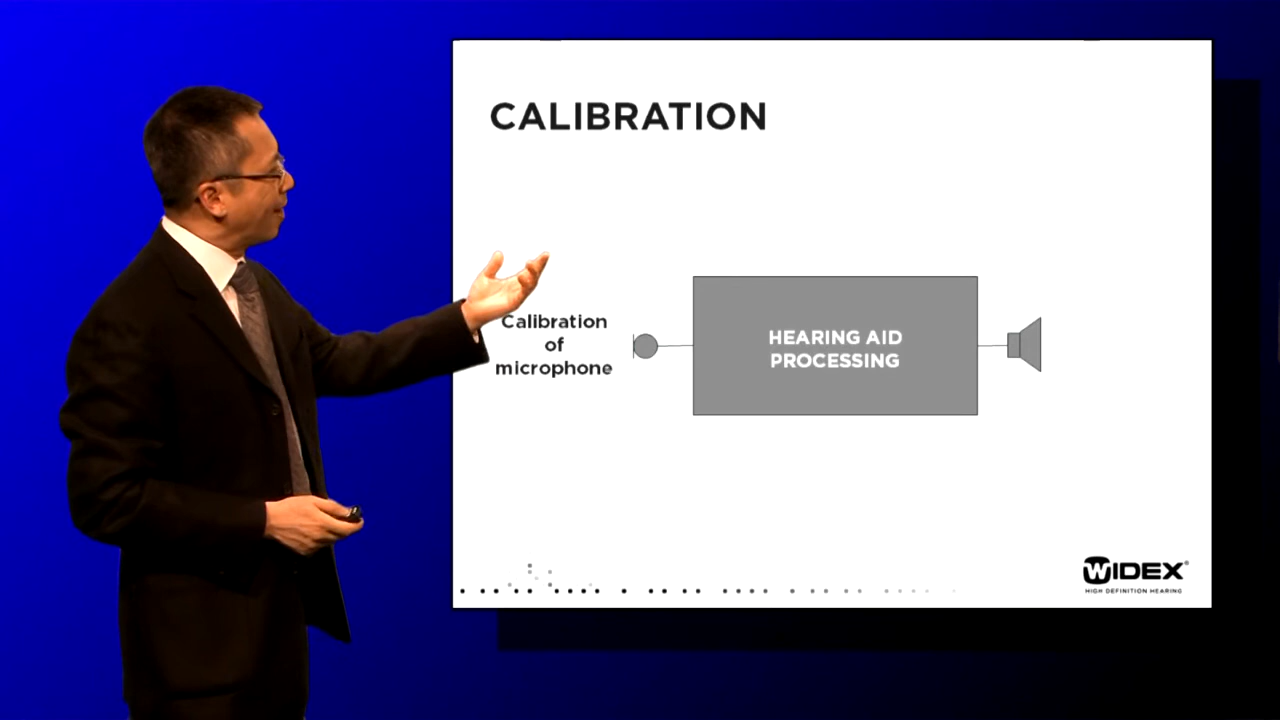 CALIBRATION
Calibration
of
microphone
HEARING AID
PROCESSING
WIDEX®
HIGH DEFINITION HEARING